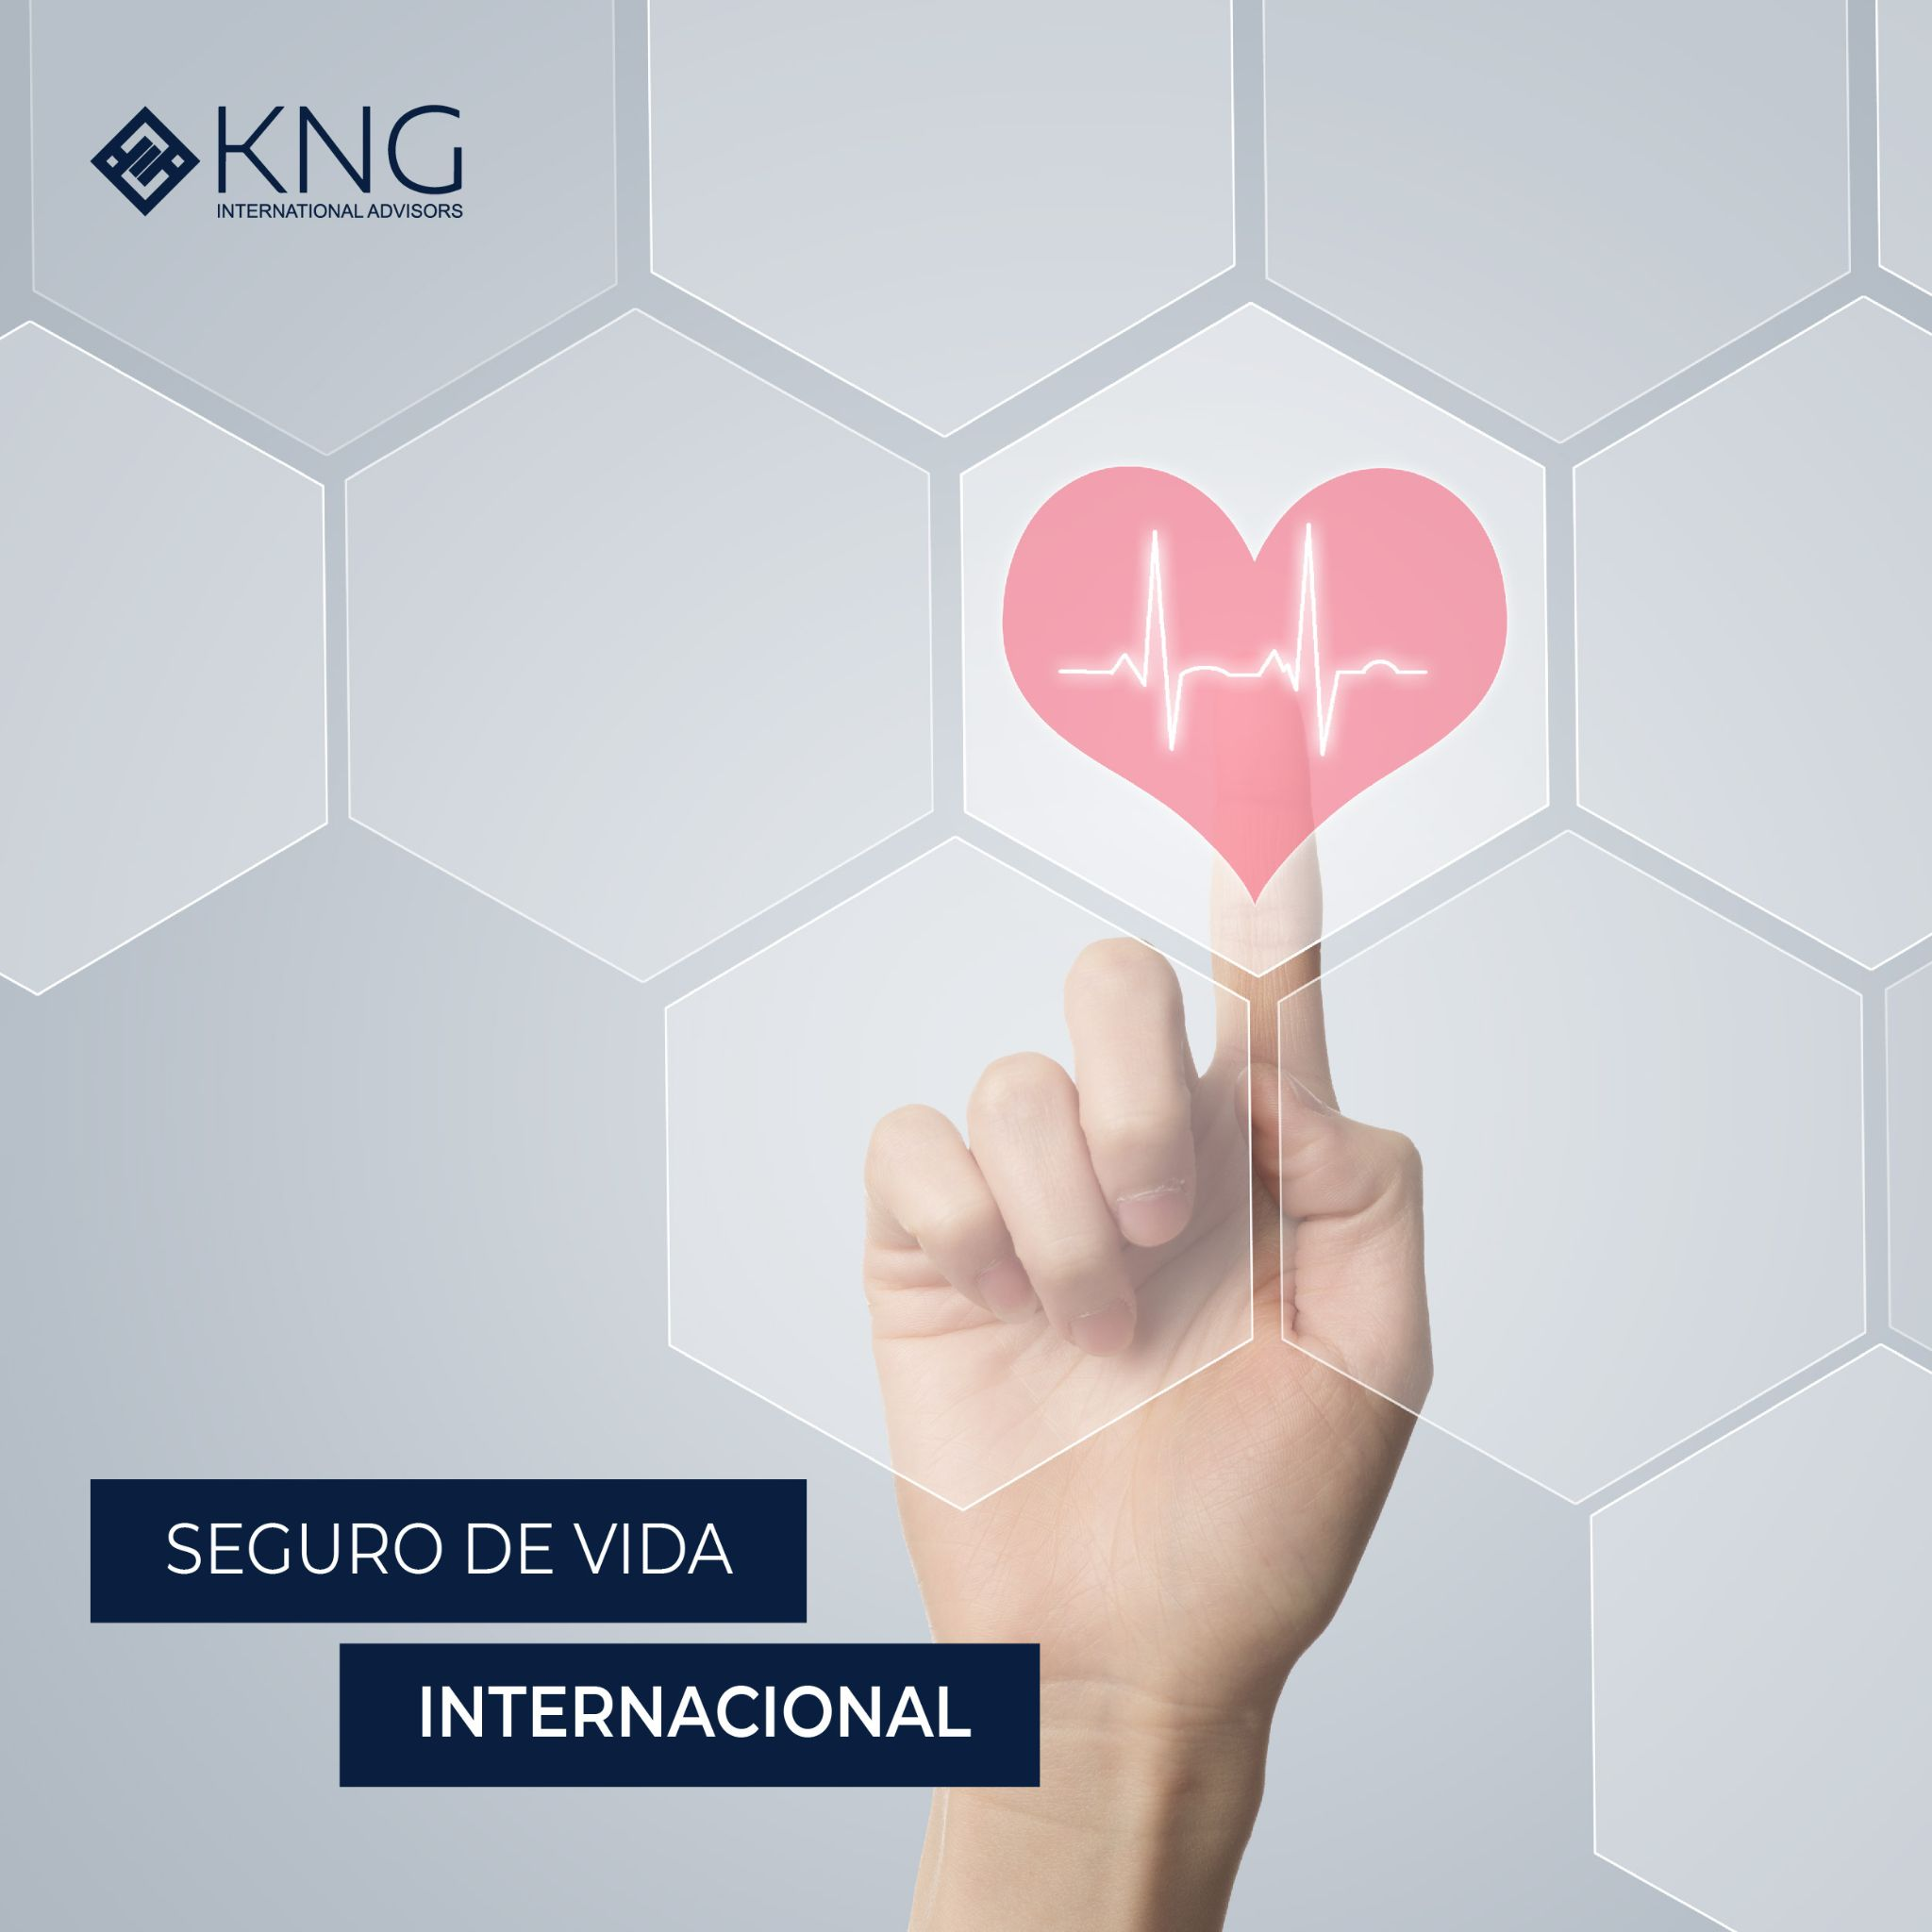 KNG
INTERNATIONAL ADVISORS
SEGURO DE VIDA
INTERNACIONAL